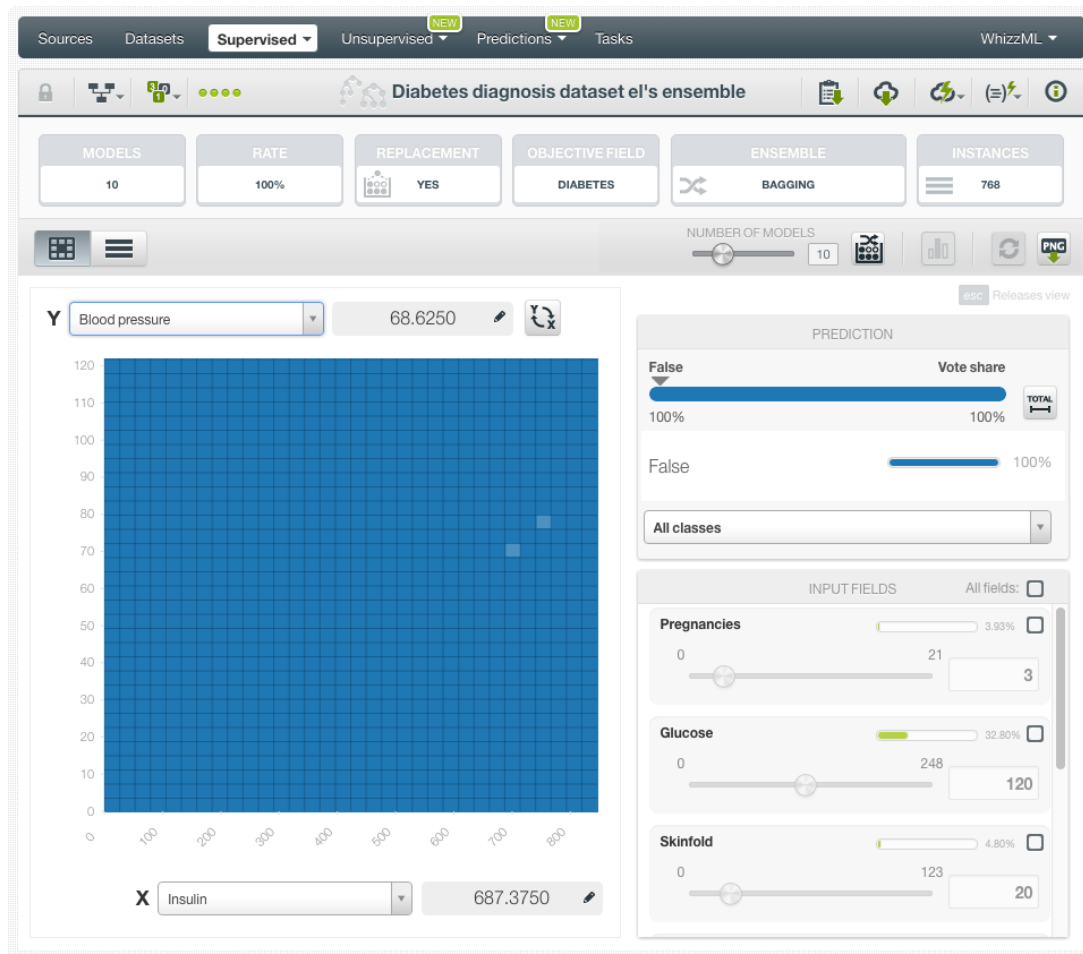 NEW NEW
Sources Datasets Supervised Unsupervised Predictions Tasks WhizzML
Diabetes diagnosis dataset el's ensemble
MODELS RATE REPLACEMENT OBJECTIVE FIELD ENSEMBLE INSTANCES
10 100% YES DIABETES BAGGING 768
NUMBER OF MODELS
10 PNG
esc Releases view
Y Blood pressure 68.6250 Y X
PREDICTION
False Vote share
TOTAL
100% 100%
False 100%
All classes
120
110
100
90
80
70
60
50
40
30
20
10
0
0 100 200 300 400 500 600 700 800
X Insulin 687.3750
INPUT FIELDS All fields:
Pregnancies 3.93%
0 21
3
Glucose 32.80%
0 248
120
Skinfold 4.80%
0 123
20